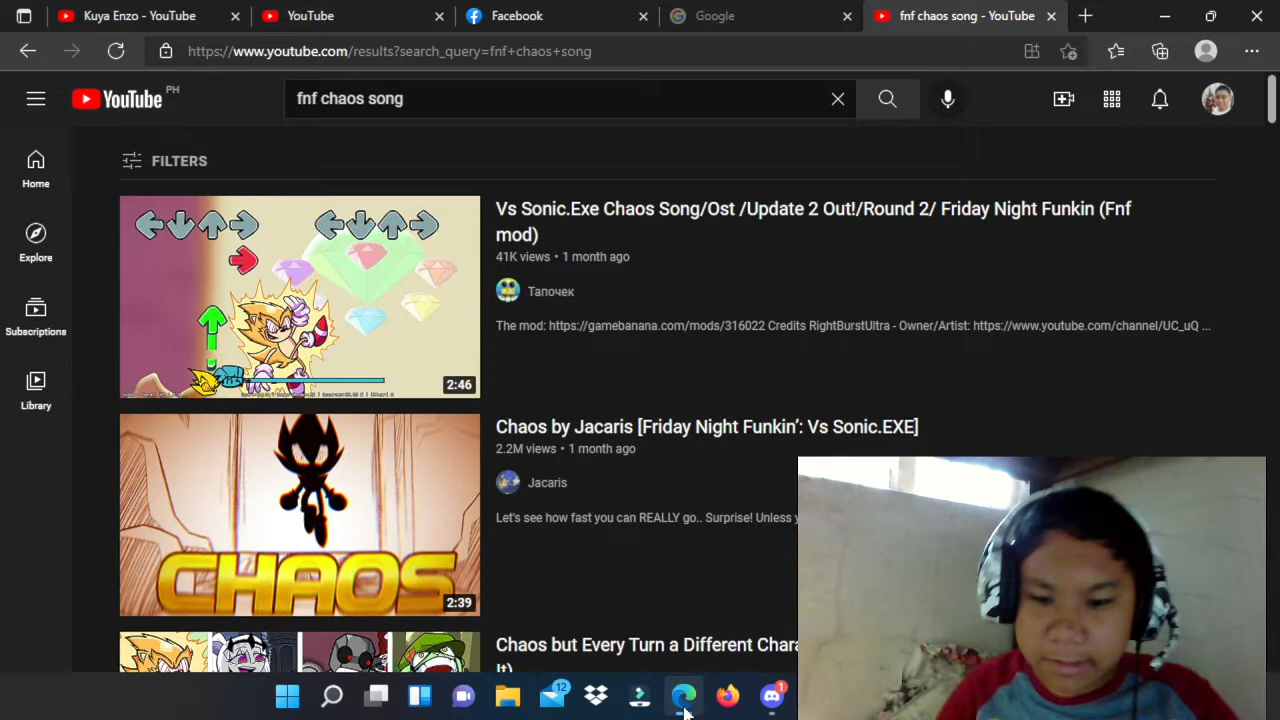 Kuya Enzo - YouTube
YouTube
Facebook
Google
fnf chaos song - YouTube
https://www.youtube.com/results?search_query=fnf+chaos+song
YouTube PH
fnf chaos song
FILTERS
Home
Explore
Subscriptions
Library
2:46
Vs Sonic.Exe Chaos Song/Ost /Update 2 Out!/Round 2/ Friday Night Funkin (Fnf
mod)
41K views • 1 month ago
Тапочек
The mod: https://gamebanana.com/mods/316022 Credits RightBurstUltra - Owner/Artist: https://www.youtube.com/channel/UC_uQ ...
CHAOS
2:39
Chaos by Jacaris [Friday Night Funkin’: Vs Sonic.EXE]
2.2M views • 1 month ago
Jacaris
Let's see how fast you can REALLY go.. Surprise! Unless
Chaos but Every Turn a Different
It)
12
1